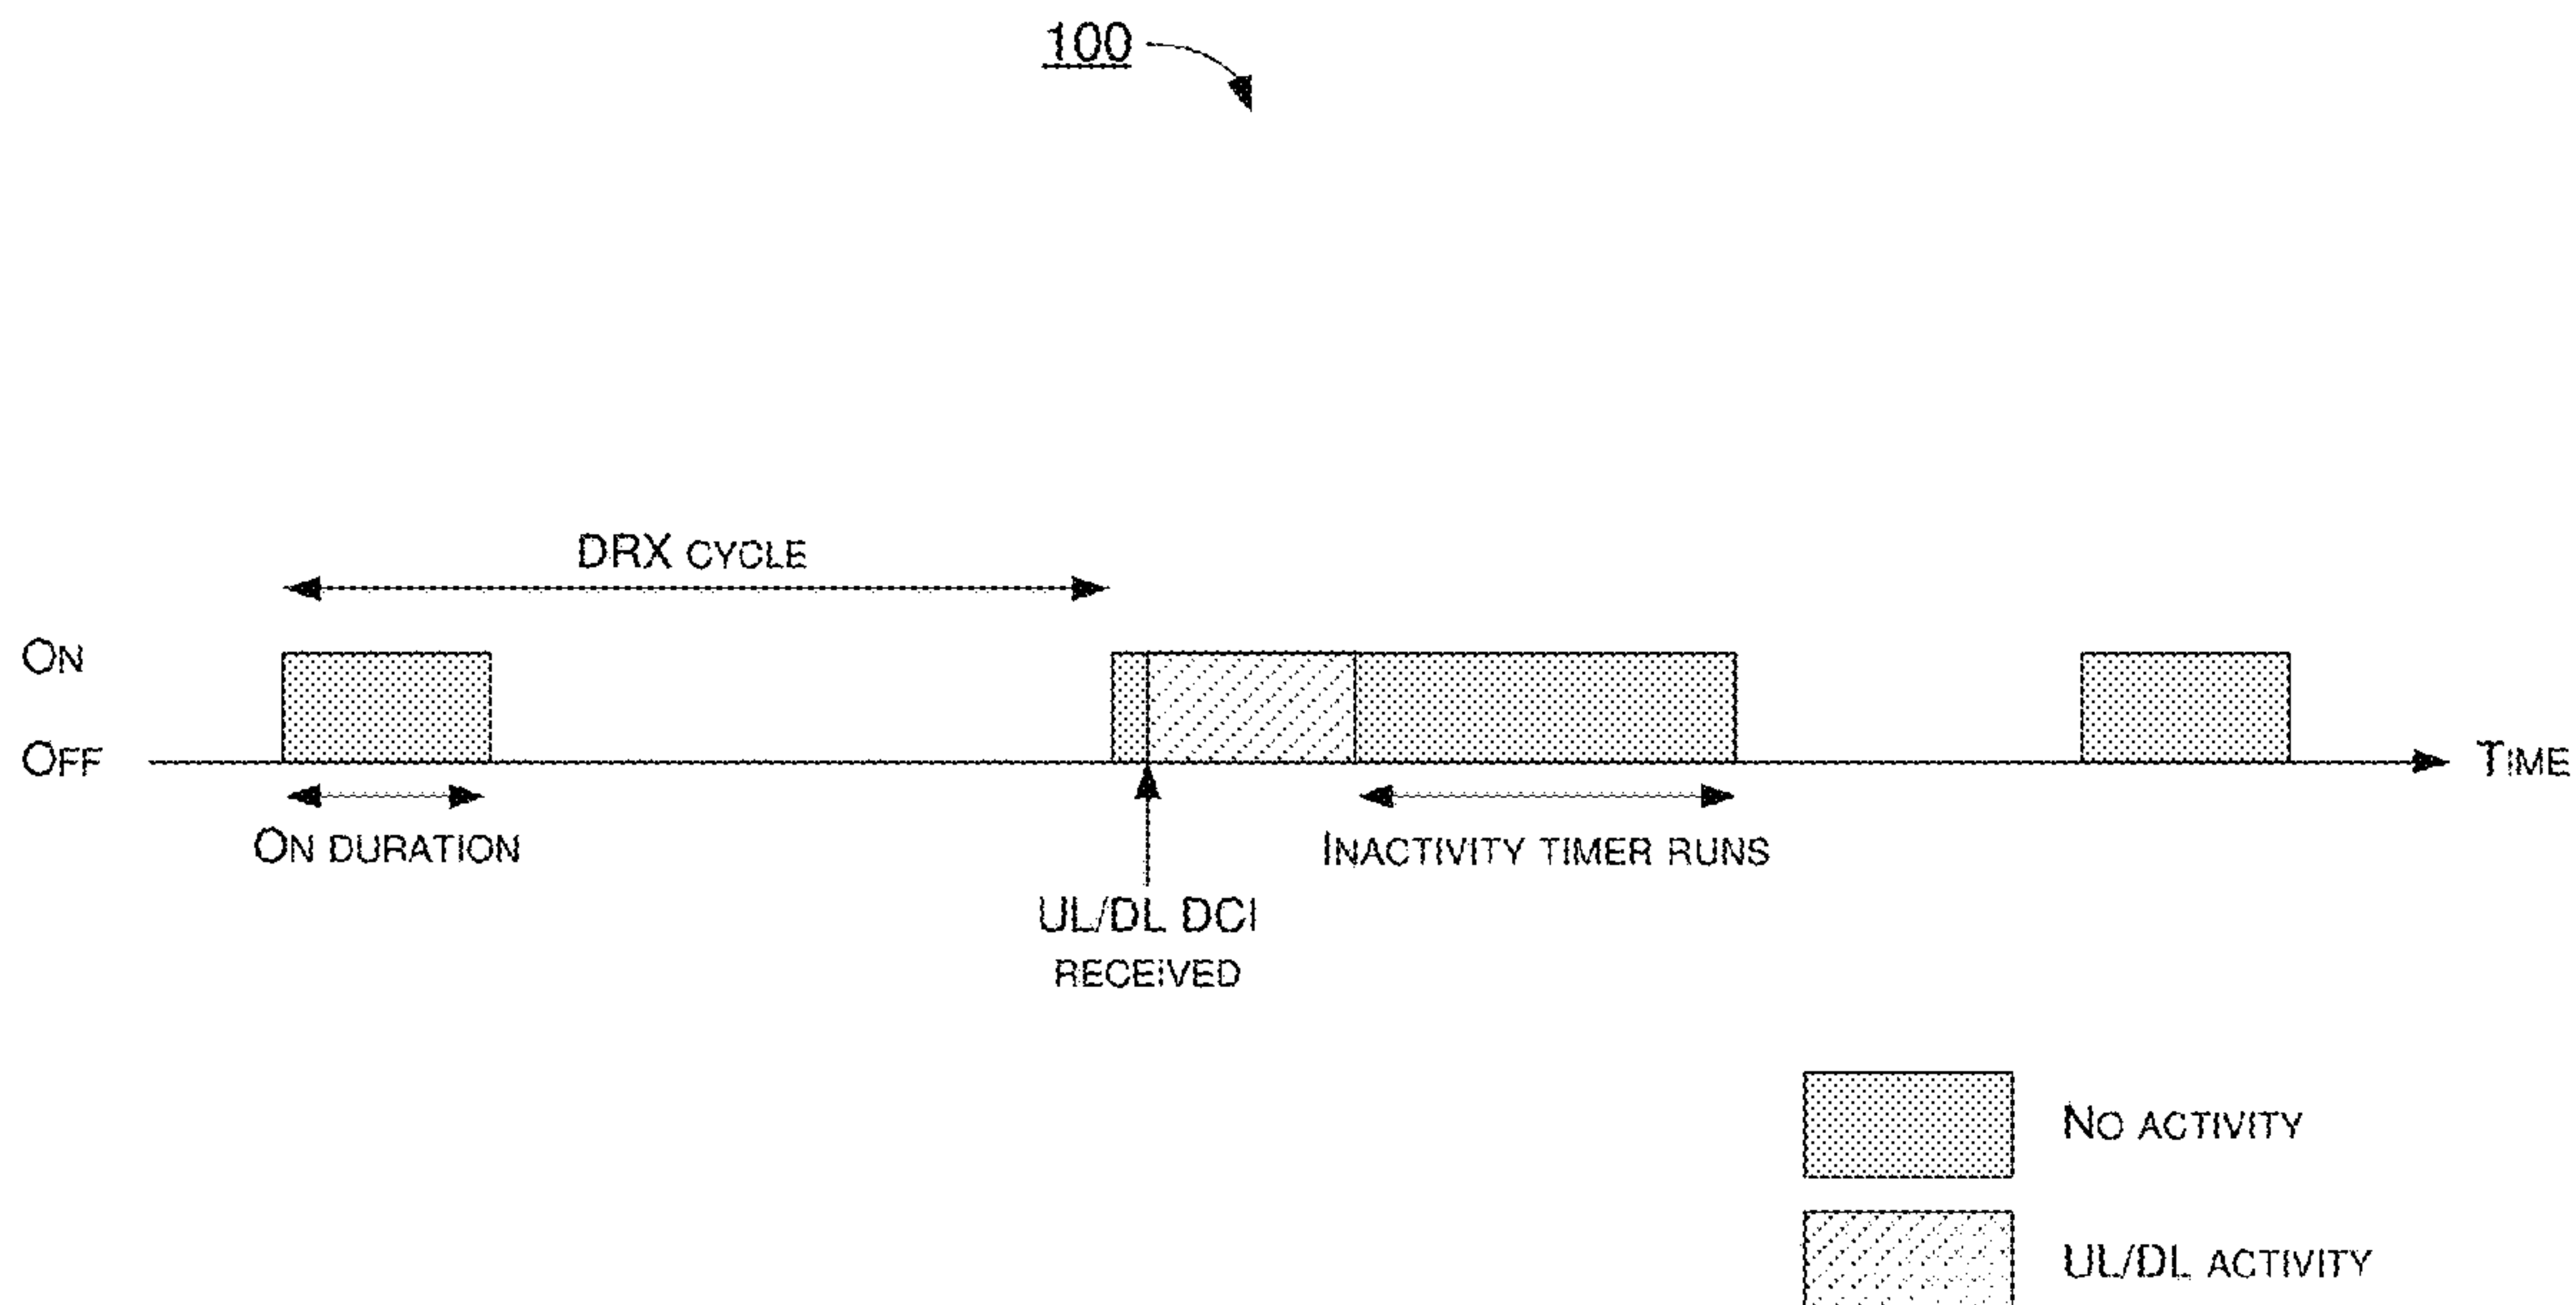 100
DRX CYCLE
ON
OFF
TIME
ON DURATION
INACTIVITY TIMER RUNS
UL/DL DCI
RECEIVED
NO ACTIVITY
UL/DL ACTIVITY